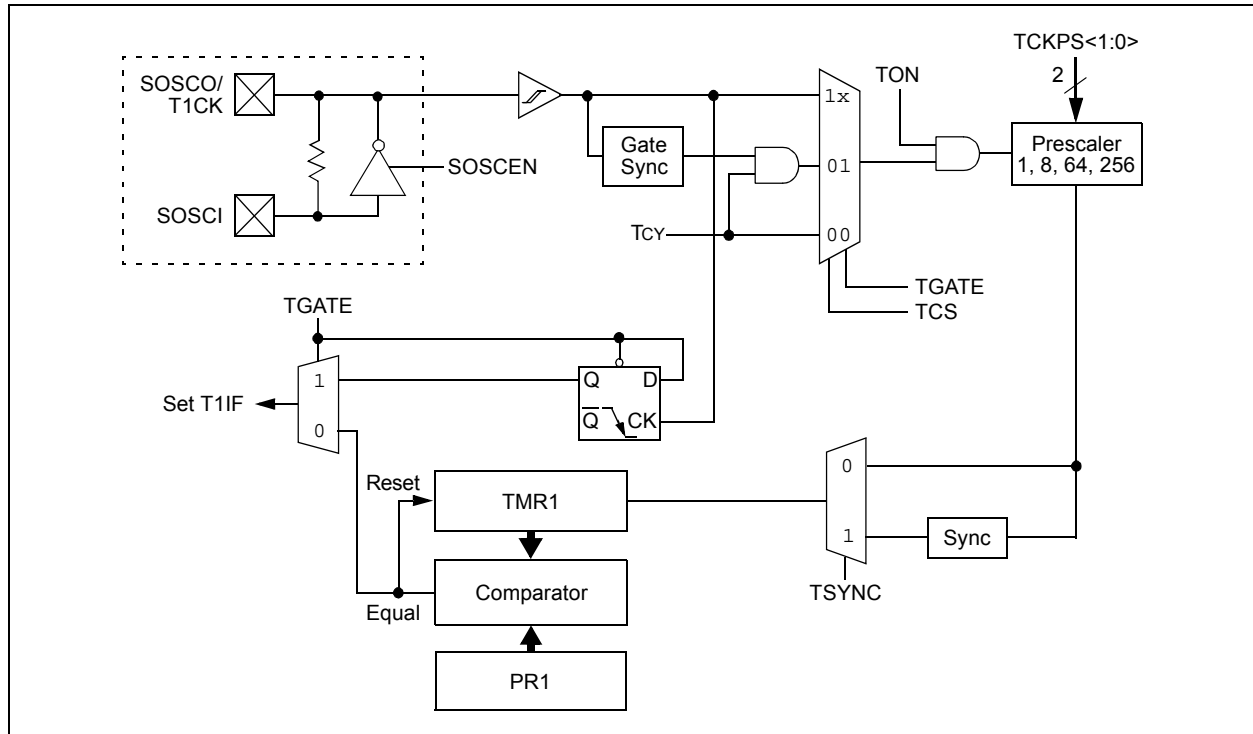 TCKPS<1:0>
SOSCO/
T1CK
TON
2
1x
Gate
Sync
Prescaler
1, 8, 64, 256
SOSCEN
01
SOSCI
TCY
00
TGATE
TCS
TGATE
1
Q
D
Set T1IF
Q̅
CK
0
Reset
TMR1
0
1
Sync
Equal
Comparator
TSYNC
PR1